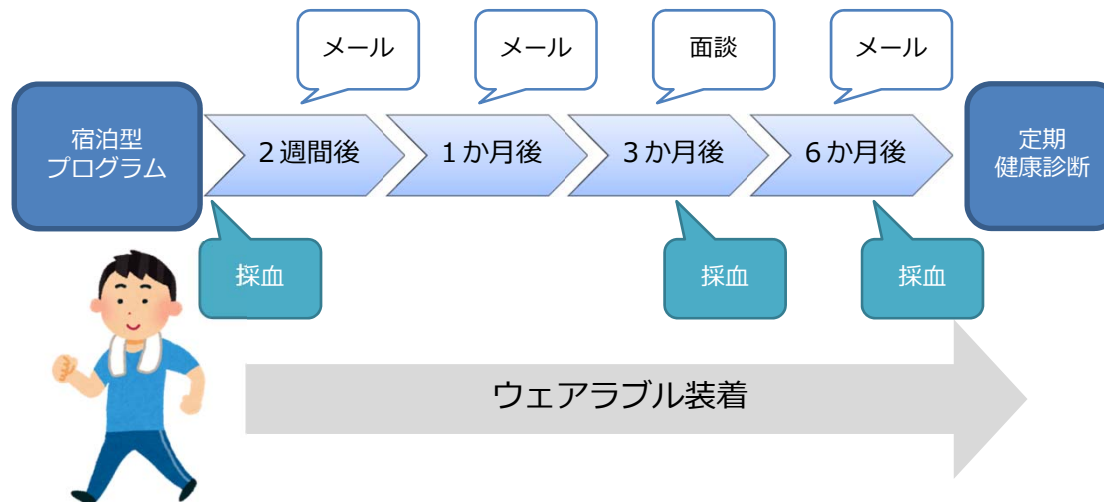 メール
メール
面談
メール
宿泊型
プログラム
２週間後
１か月後
３か月後
６か月後
定期
健康診断
採血
採血
採血
ウェアラブル装着